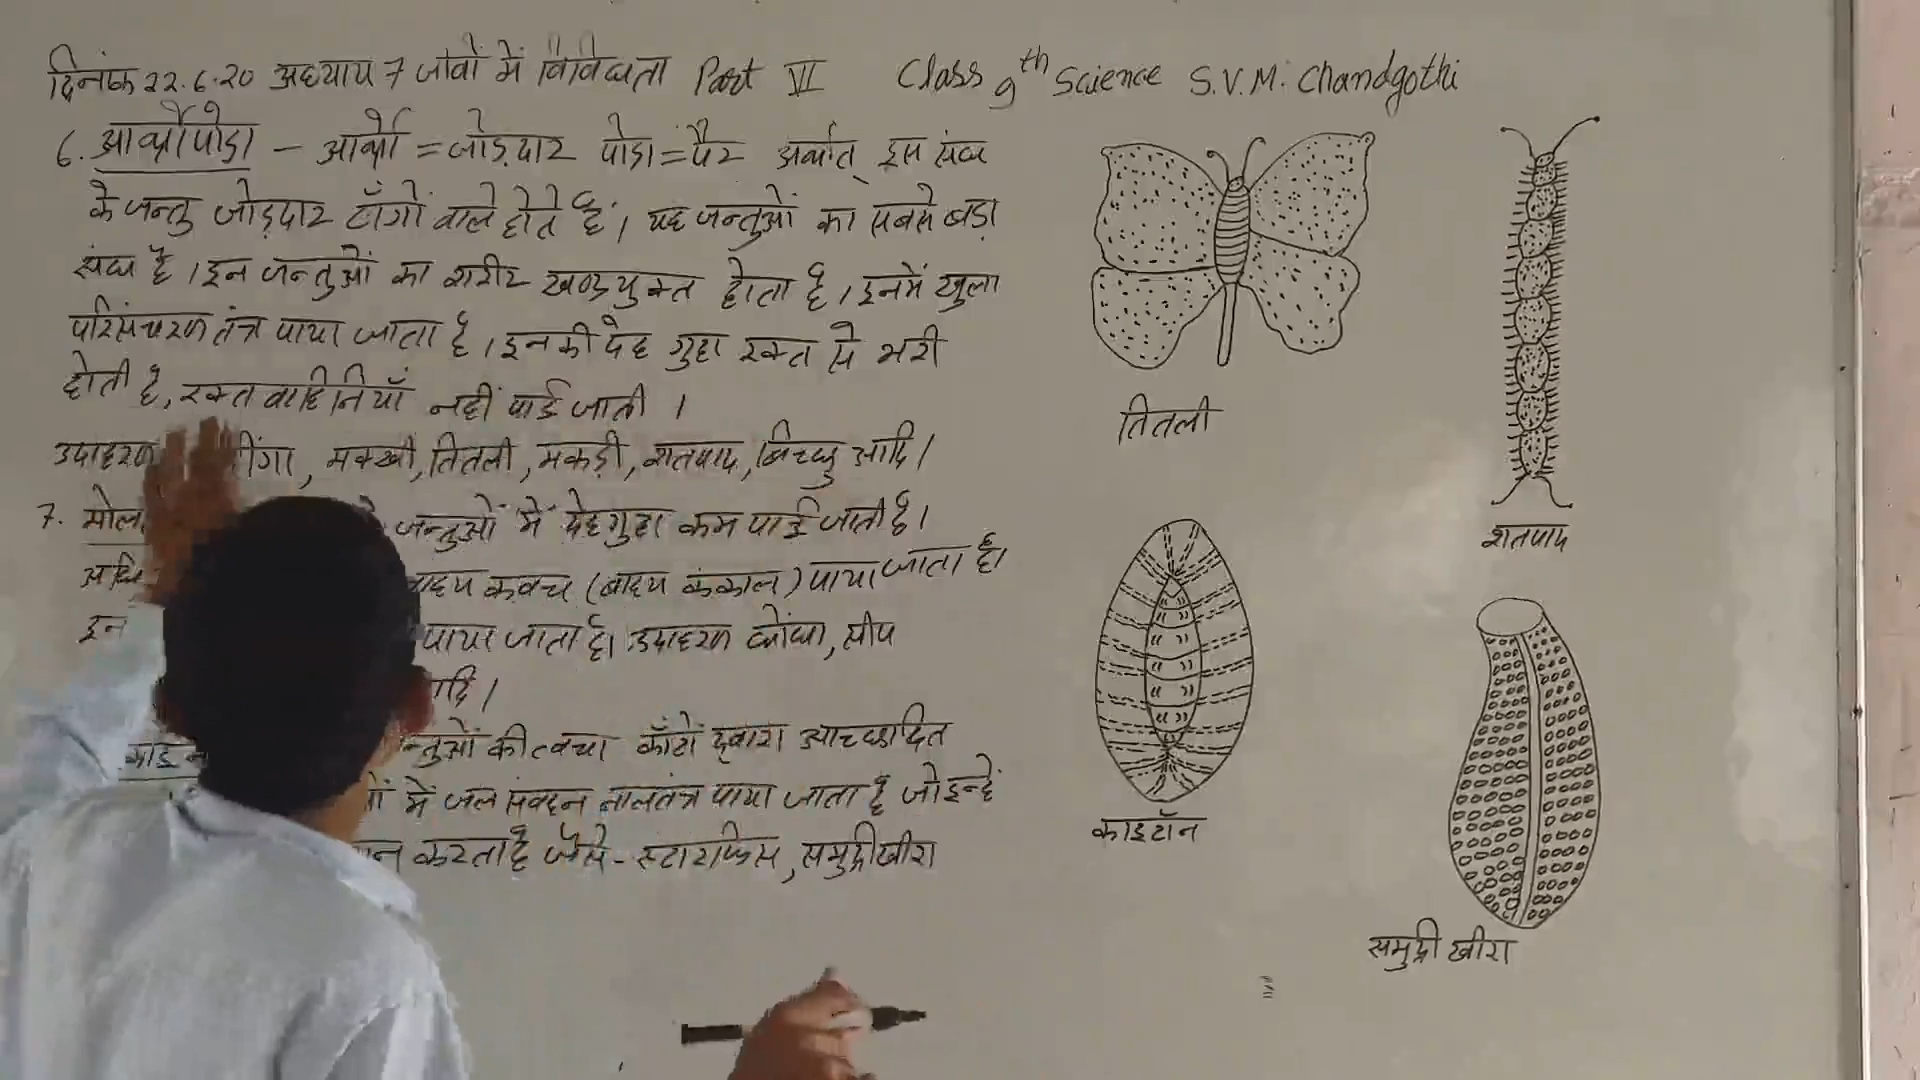 दिनांक 22.6.20 अध्याय 7 जीवों में विविधता Part VI Class 9th Science S.V.M. Chandgothi
6. आर्थ्रोपोडा – आर्थ्रो = जोड़दार पोडा = पैर अर्थात् इस संघ
के जन्तु जोड़दार टाँगों वाले होते हैं। यह जन्तुओं का सबसे बड़ा
संघ है। इन जन्तुओं का शरीर खण्डयुक्त होता है। इनमें खुला
परिसंचरण तंत्र पाया जाता है। इनकी देह गुहा रक्त से भरी
होती है, रक्त वाहिनियाँ नहीं पाई जाती।
उदाहरण झींगा, मक्खी, तितली, मकड़ी, शतपाद, बिच्छु आदि।
7. मोल जन्तुओं में देहगुहा कम पाई जाती है।
कवच (बाह्य कंकाल) पाया जाता है।
इन पाया जाता है। उदाहरण घोंघा, सीप
की त्वचा काँटों द्वारा आच्छादित
में जल संवहन नालतंत्र पाया जाता है जो इन्हें
करता है जैसे - स्टारफिस, समुद्री खीरा
तितली
शतपाद
काइटॉन
समुद्री खीरा